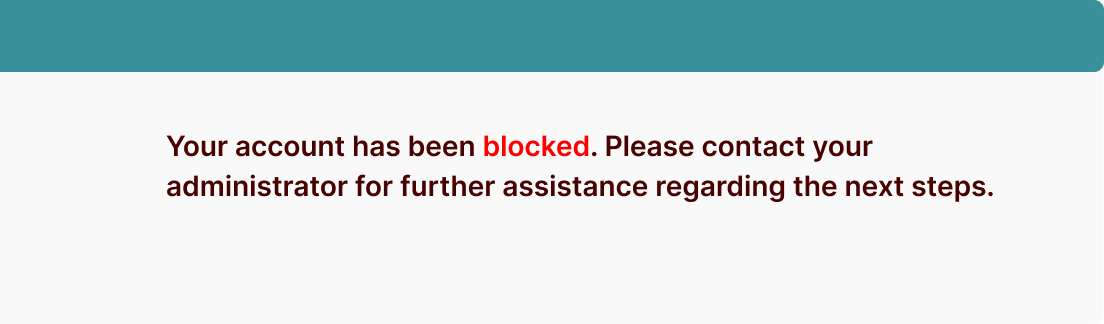 Your account has been blocked. Please contact your
administrator for further assistance regarding the next steps.